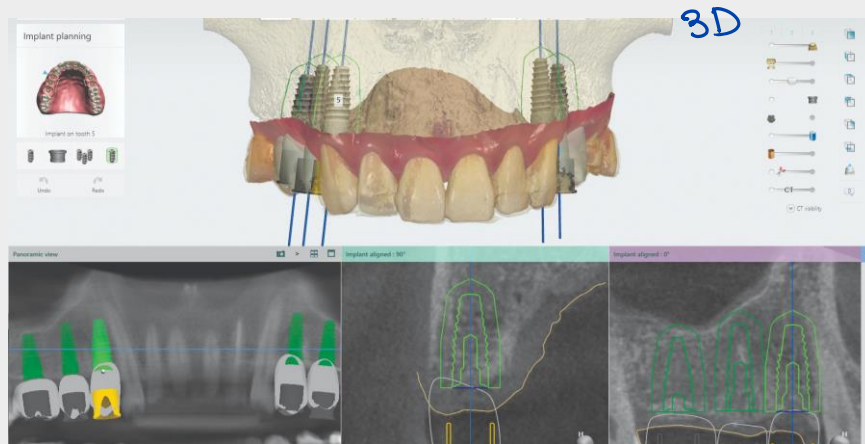 3D
Implant planning
5
Implant on tooth 5
Undo
Redo
CT
CT visibility
Panoramic view
Implant aligned : 90°
Implant aligned : 0°
H
H